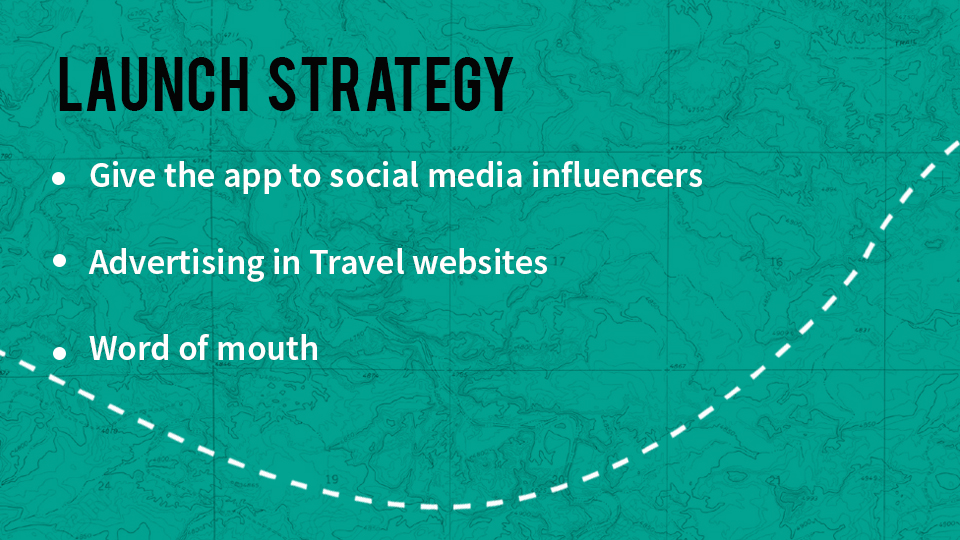 LAUNCH STRATEGY
• Give the app to social media influencers
• Advertising in Travel websites
• Word of mouth